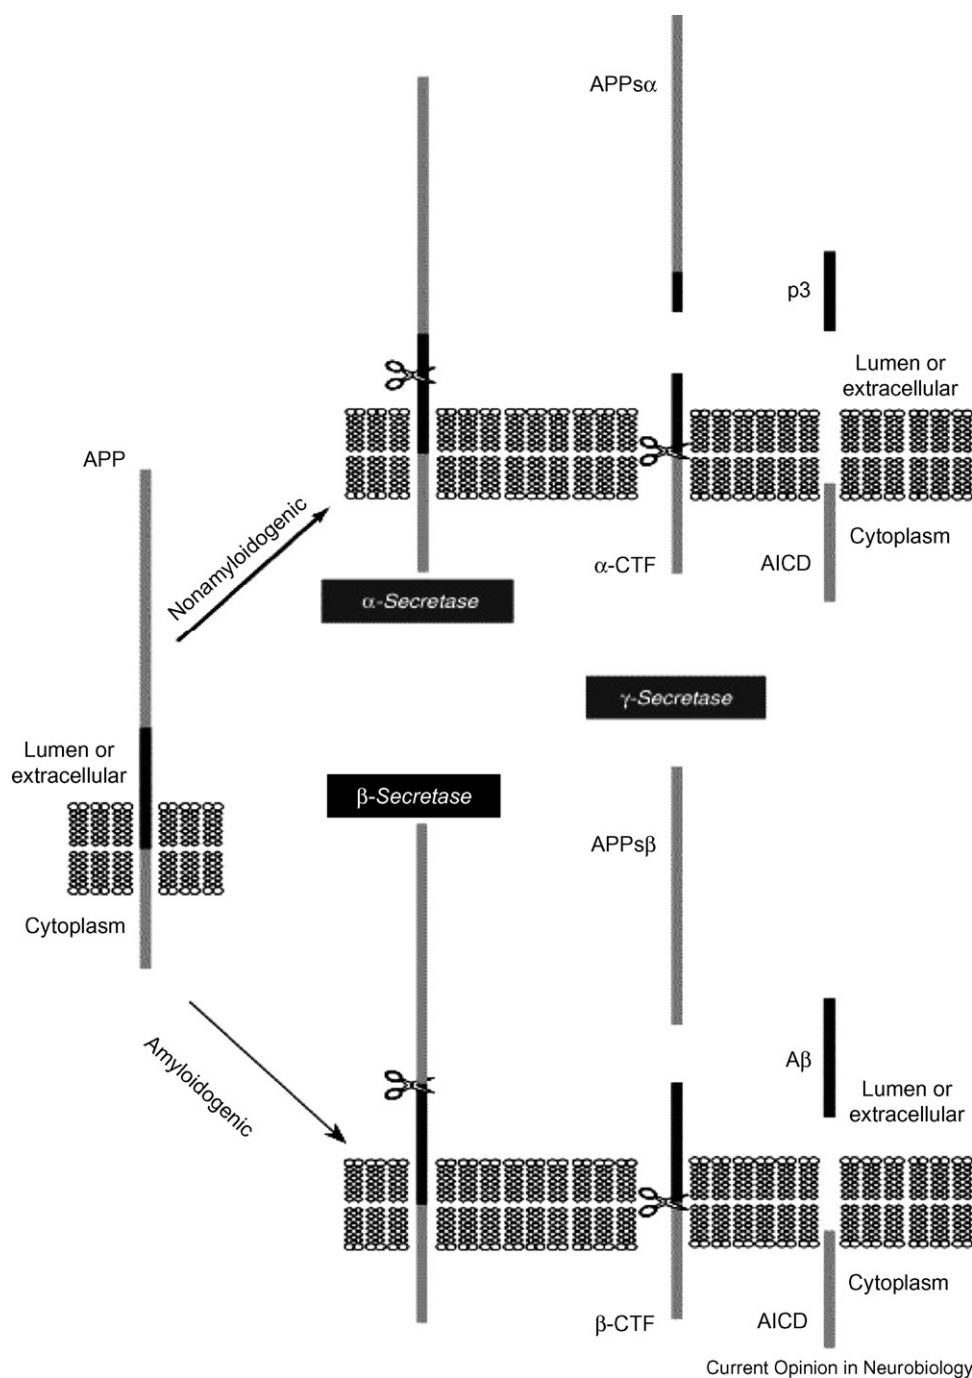 APPsα
p3
Lumen or
extracellular
APP
Nonamyloidogenic
Cytoplasm
α-CTF
AICD
α-Secretase
γ-Secretase
Lumen or
extracellular
β-Secretase
APPsβ
Cytoplasm
Amyloidogenic
Aβ
Lumen or
extracellular
Cytoplasm
β-CTF
AICD
Current Opinion in Neurobiology